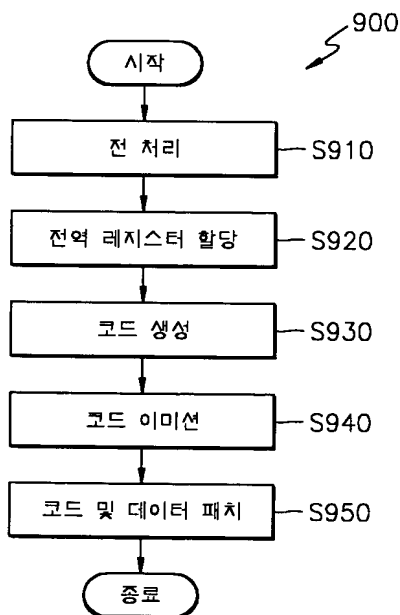 900
시작
전 처리 S910
전역 레지스터 할당 S920
코드 생성 S930
코드 이미션 S940
코드 및 데이터 패치 S950
종료